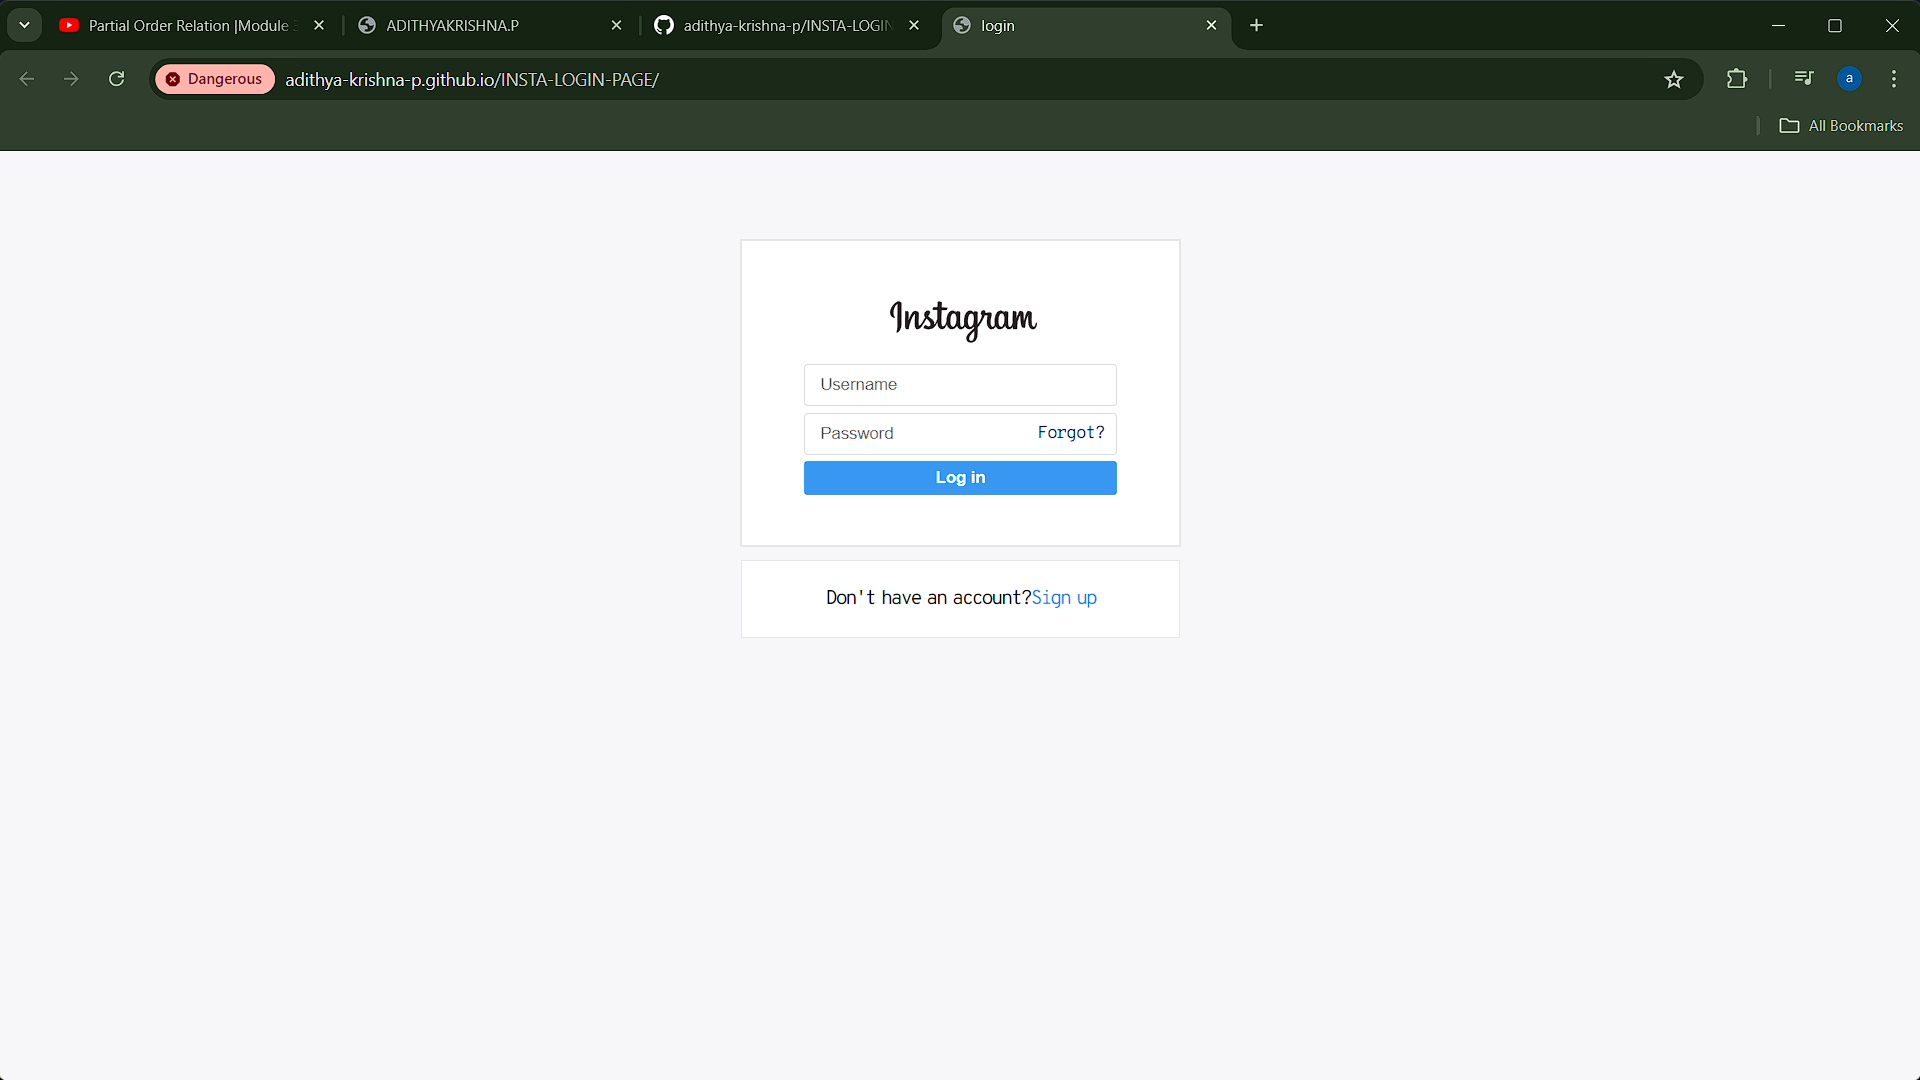 Partial Order Relation |Module 3
ADITHYAKRISHNA.P
adithya-krishna-p/INSTA-LOGIN
login
Dangerous
adithya-krishna-p.github.io/INSTA-LOGIN-PAGE/
a
All Bookmarks
Instagram
Username
Password
Forgot?
Log in
Don't have an account?Sign up